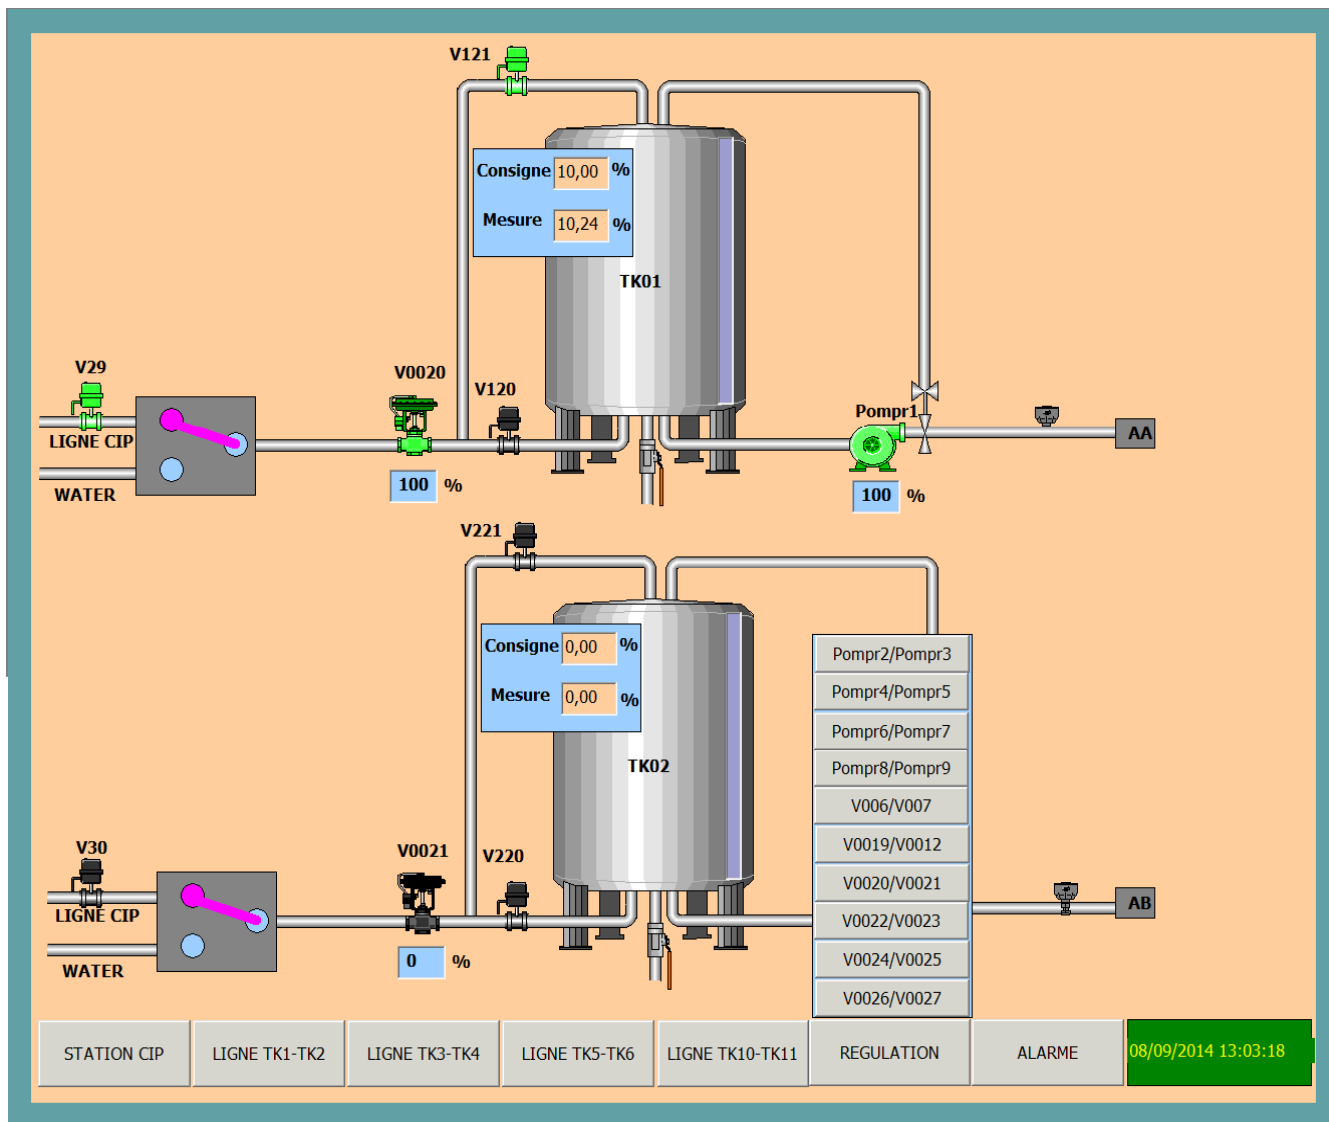 V121
Consigne 10,00 %
Mesure 10,24 %
TK01
V29
V0020
V120
Pompr1
LIGNE CIP
AA
WATER
100 %
100 %
V221
Consigne 0,00 %
Mesure 0,00 %
TK02
Pompr2/Pompr3
Pompr4/Pompr5
Pompr6/Pompr7
Pompr8/Pompr9
V006/V007
V0019/V0012
V0020/V0021
V0022/V0023
V0024/V0025
V0026/V0027
V30
V0021
V220
LIGNE CIP
AB
WATER
0 %
STATION CIP
LIGNE TK1-TK2
LIGNE TK3-TK4
LIGNE TK5-TK6
LIGNE TK10-TK11
REGULATION
ALARME
08/09/2014 13:03:18